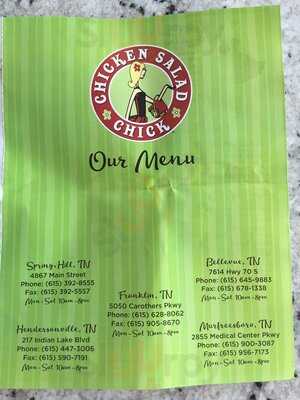 CHICKEN SALAD
CHICK
Our Menu
Spring Hill, TN
4867 Main Street
Phone: (615) 392-8555
Fax: (615) 392-5557
Mon - Sat 10am - 8pm
Hendersonville, TN
217 Indian Lake Blvd
Phone: (615) 447-3006
Fax: (615) 590-7191
Mon - Sat 10am - 8pm
Franklin, TN
5050 Carothers Pkwy
Phone: (615) 628-8062
Fax: (615) 905-8670
Mon - Sat 10am - 8pm
Bellevue, TN
7614 Hwy 70 S
Phone: (615) 645-9883
Fax: (615) 678-1338
Mon - Sat 10am - 8pm
Murfreesboro, TN
2855 Medical Center Pkwy
Phone: (615) 900-3087
Fax: (615) 956-7173
Mon - Sat 10am - 8pm